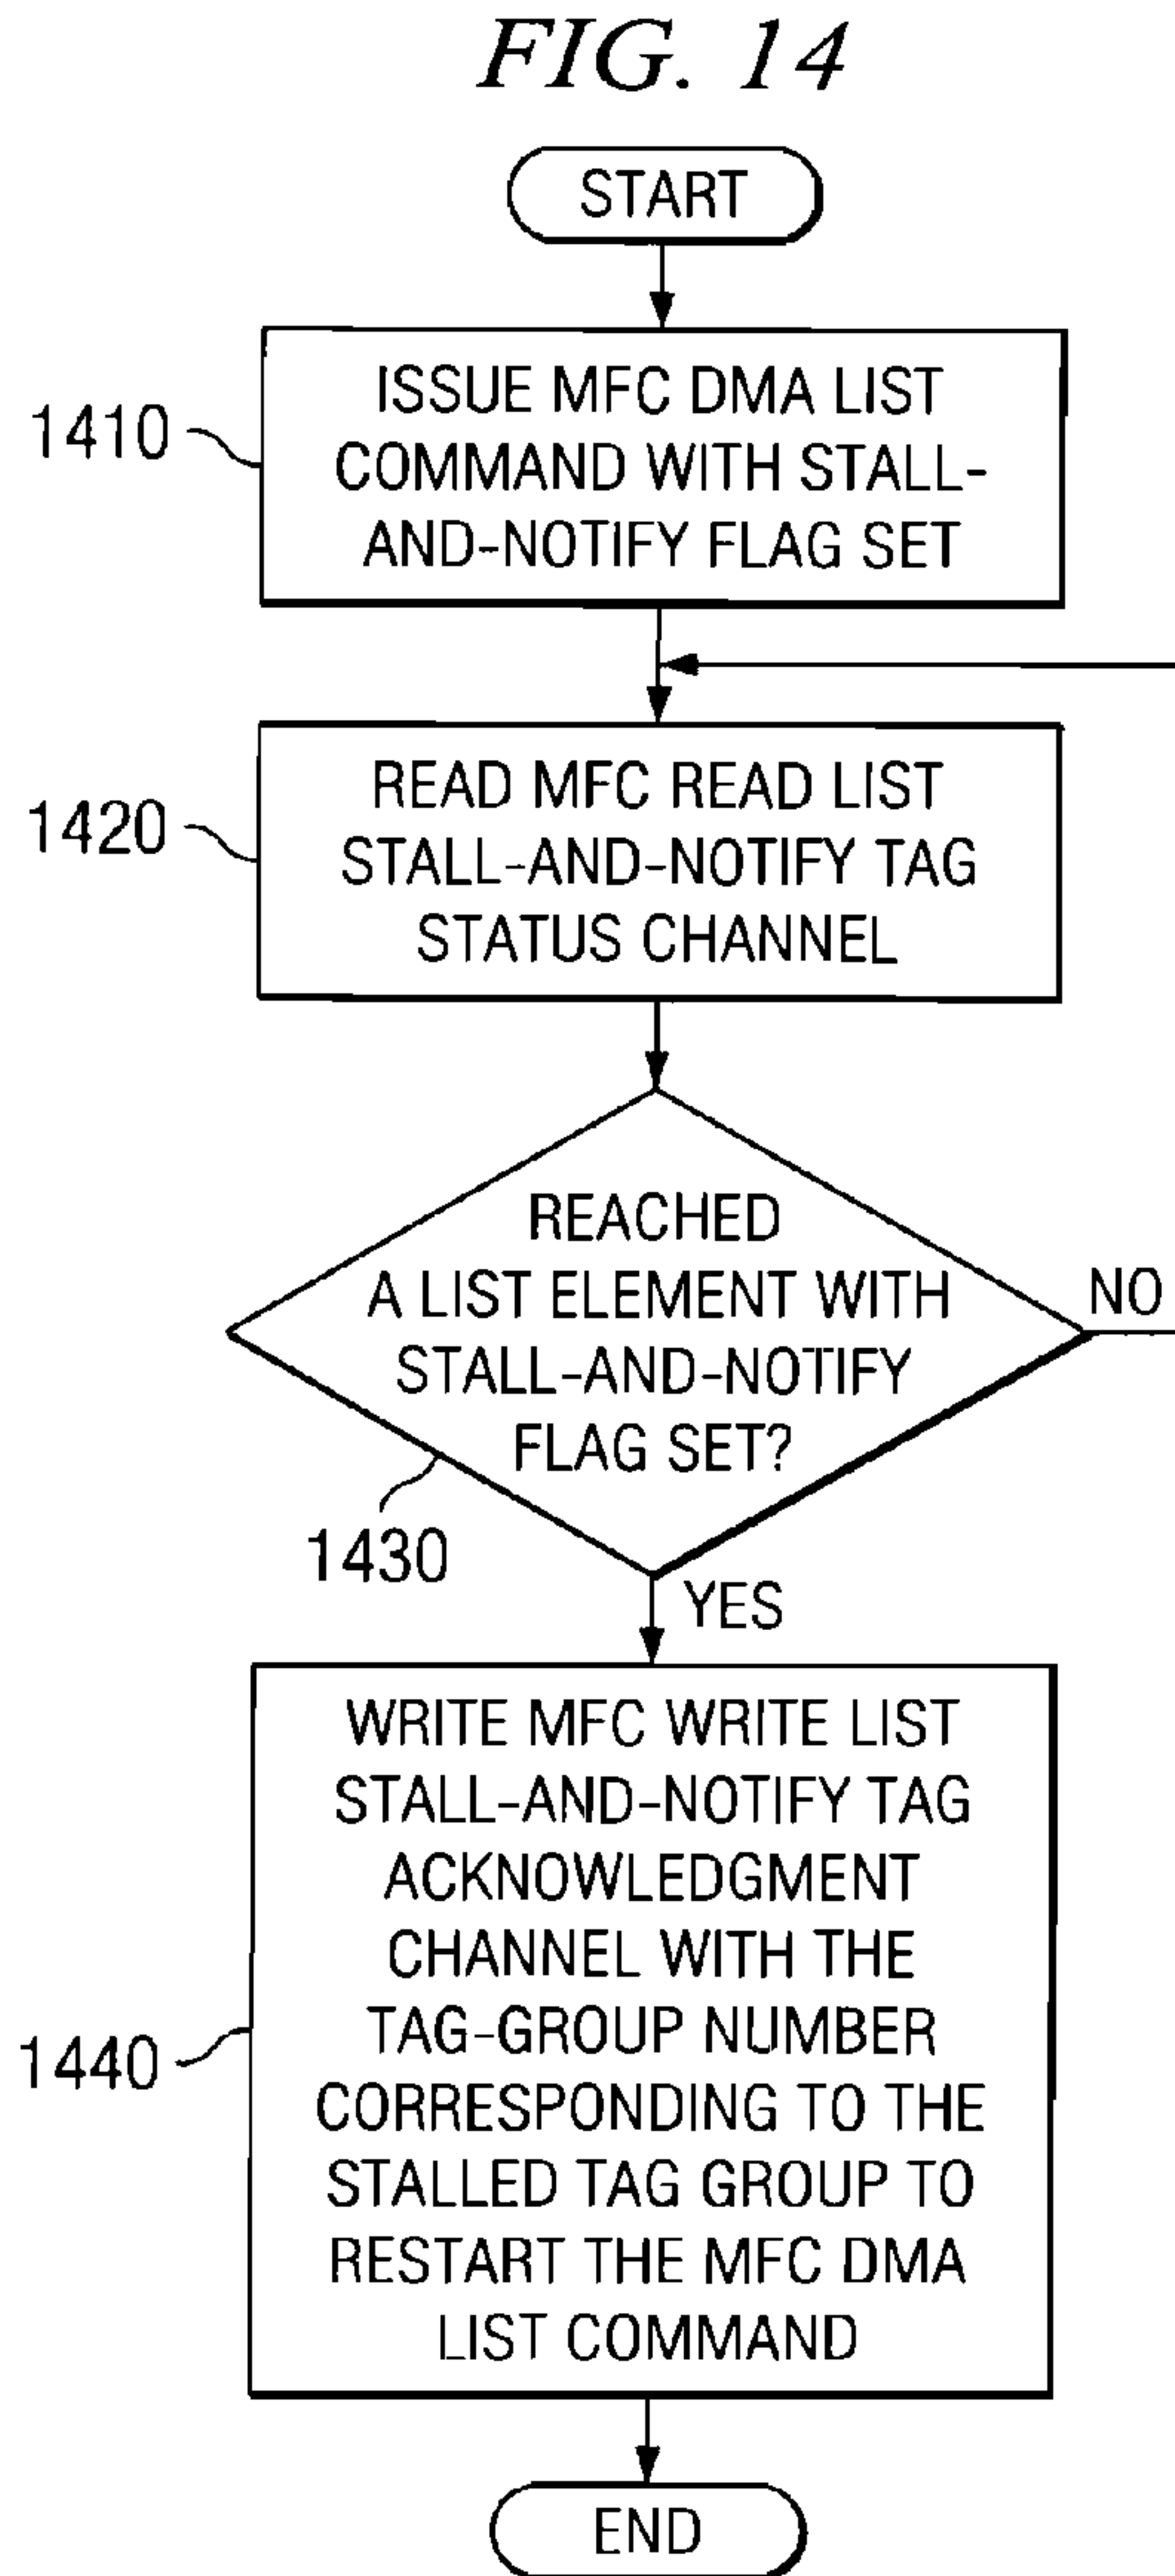 FIG. 14
START
1410
ISSUE MFC DMA LIST
COMMAND WITH STALL-
AND-NOTIFY FLAG SET
1420
READ MFC READ LIST
STALL-AND-NOTIFY TAG
STATUS CHANNEL
REACHED
A LIST ELEMENT WITH
STALL-AND-NOTIFY
FLAG SET?
NO
1430
YES
1440
WRITE MFC WRITE LIST
STALL-AND-NOTIFY TAG
ACKNOWLEDGMENT
CHANNEL WITH THE
TAG-GROUP NUMBER
CORRESPONDING TO THE
STALLED TAG GROUP TO
RESTART THE MFC DMA
LIST COMMAND
END